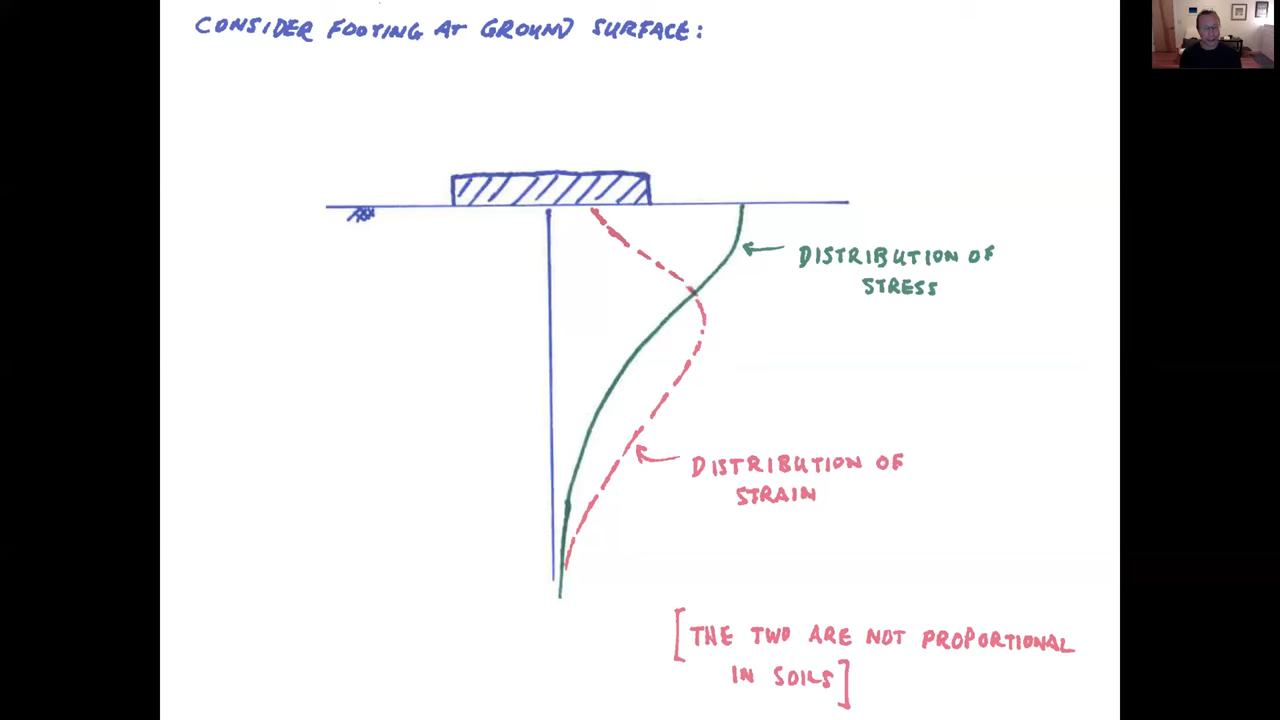 CONSIDER FOOTING AT GROUND SURFACE:
DISTRIBUTION OF
STRESS
DISTRIBUTION OF
STRAIN
[THE TWO ARE NOT PROPORTIONAL
IN SOILS]